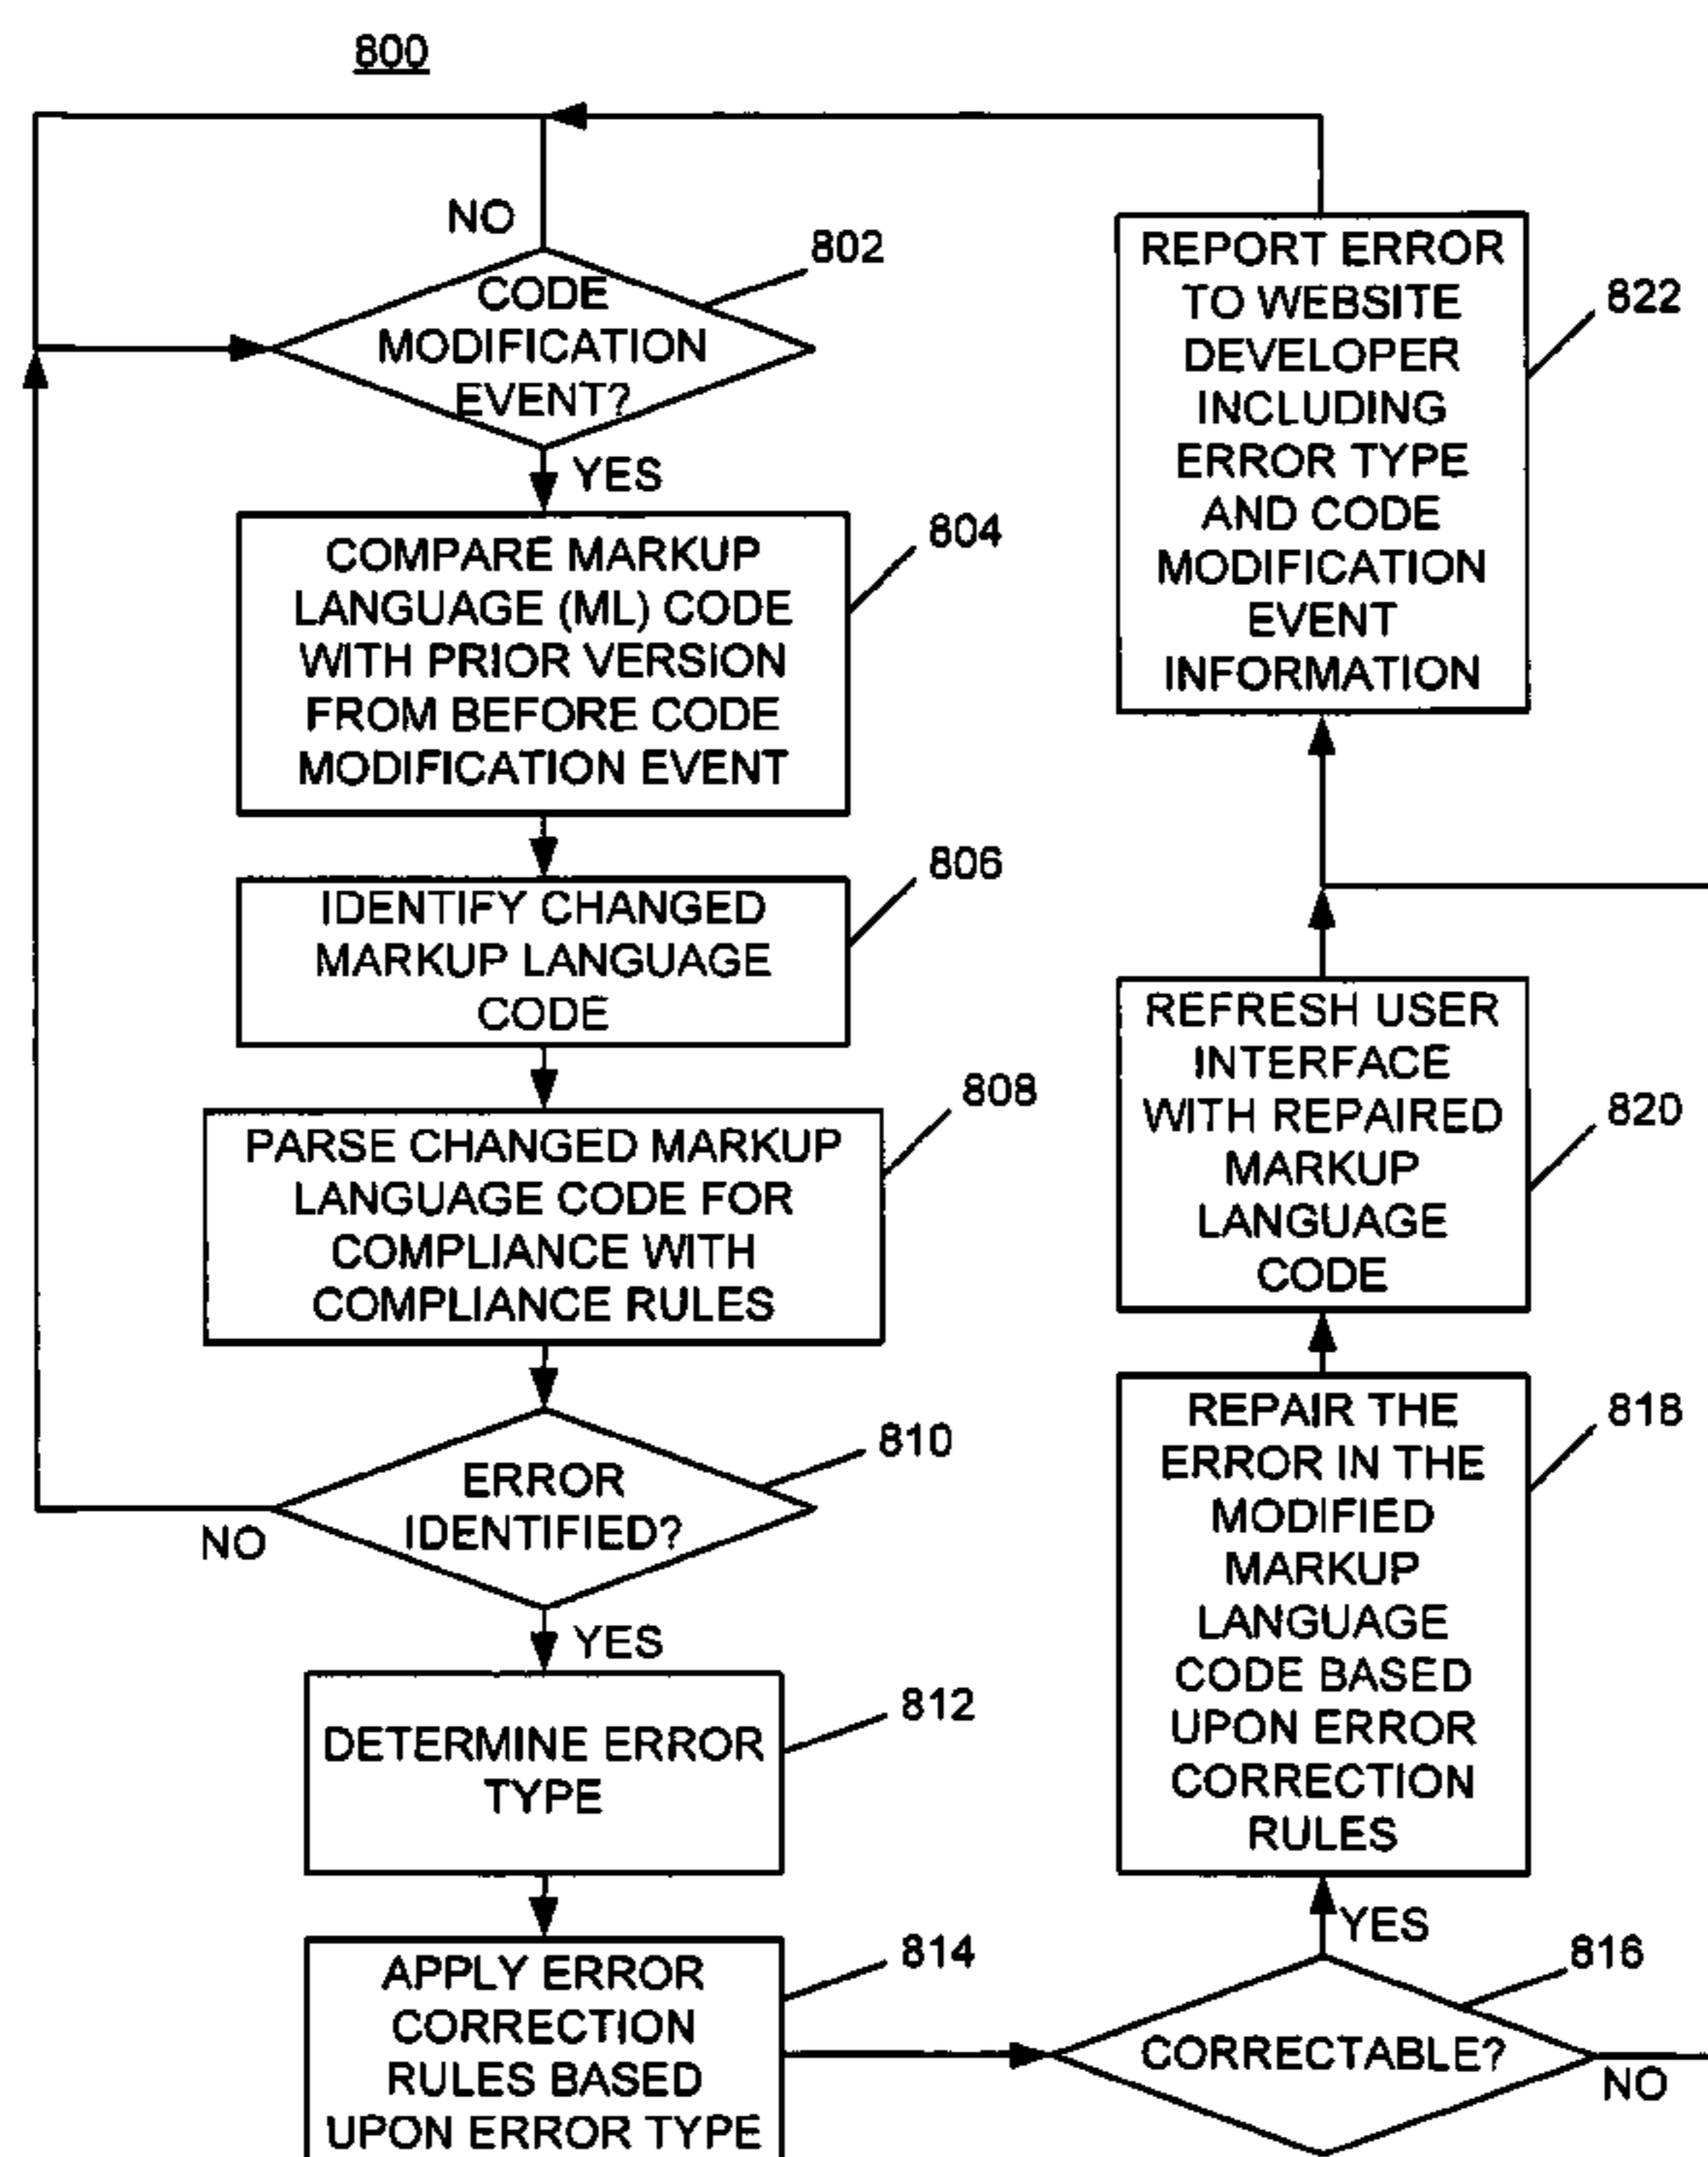 800
NO
802
CODE
MODIFICATION
EVENT?
YES
804
COMPARE MARKUP
LANGUAGE (ML) CODE
WITH PRIOR VERSION
FROM BEFORE CODE
MODIFICATION EVENT
806
IDENTIFY CHANGED
MARKUP LANGUAGE
CODE
808
PARSE CHANGED MARKUP
LANGUAGE CODE FOR
COMPLIANCE WITH
COMPLIANCE RULES
810
ERROR
IDENTIFIED?
NO
YES
812
DETERMINE ERROR
TYPE
814
APPLY ERROR
CORRECTION
RULES BASED
UPON ERROR TYPE
816
CORRECTABLE?
NO
YES
818
REPAIR THE
ERROR IN THE
MODIFIED
MARKUP
LANGUAGE
CODE BASED
UPON ERROR
CORRECTION
RULES
820
REFRESH USER
INTERFACE
WITH REPAIRED
MARKUP
LANGUAGE
CODE
822
REPORT ERROR
TO WEBSITE
DEVELOPER
INCLUDING
ERROR TYPE
AND CODE
MODIFICATION
EVENT
INFORMATION